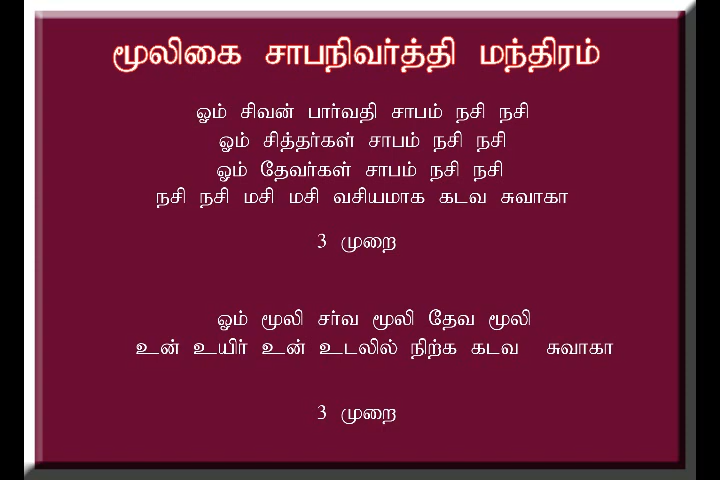 மூலிகை சாபநிவர்த்தி மந்திரம்
ஓம் சிவன் பார்வதி சாபம் நசி நசி
ஓம் சித்தர்கள் சாபம் நசி நசி
ஓம் தேவர்கள் சாபம் நசி நசி
நசி நசி மசி மசி வசியமாக கடவ சுவாகா
3 முறை
ஓம் மூலி சர்வ மூலி தேவ மூலி
உன் உயிர் உன் உடலில் நிற்க கடவ சுவாகா
3 முறை